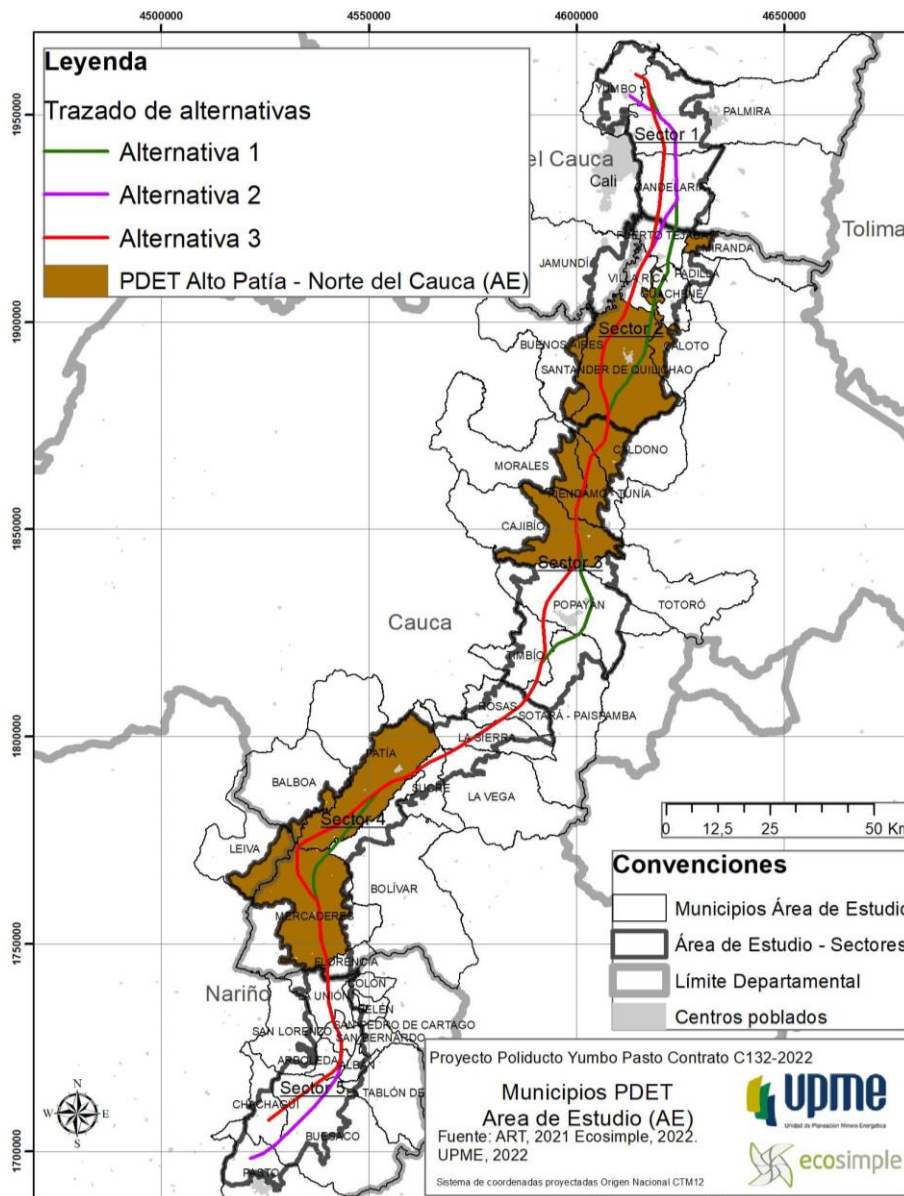 4500000
4550000
4600000
4650000
Leyenda
Trazado de alternativas
Alternativa 1
Alternativa 2
Alternativa 3
PDET Alto Patía - Norte del Cauca (AE)
1950000
1900000
1850000
1800000
1750000
1700000
YUMBO
PALMIRA
Sector 1
el Cauca
Cali
CANDELARIA
Tolima
PUERTO TEJADA
MIRANDA
JAMUNDÍ
PADILLA
VILLA RICA
GUACHENÉ
Sector 2
BUENOS AIRES
CALOTO
SANTANDER DE QUILICHAO
CALDONO
MORALES
PIENDAMÓ - TUNÍA
CAJIBÍO
Sector 3
POPAYÁN
TOTORÓ
Cauca
TIMBÍO
ROSAS
SOTARÁ - PAISPAMBA
LA SIERRA
PATÍA
BALBOA
SUCRE
LA VEGA
Sector 4
LEIVA
BOLÍVAR
MERCADERES
FLORENCIA
Nariño
COLÓN
LA UNIÓN
BELÉN
SAN PEDRO DE CARTAGO
SAN LORENZO
SAN BERNARDO
ARBOLEDA
ALBÁN
Sector 5
TABLÓN DE
CHACHAGÜÍ
BUESACO
PASTO
0 12,5 25 50 Km
Convenciones
Municipios Área de Estudio
Área de Estudio - Sectores
Límite Departamental
Centros poblados
Proyecto Poliducto Yumbo Pasto Contrato C132-2022
Municipios PDET
Area de Estudio (AE)
Fuente: ART, 2021 Ecosimple, 2022.
UPME, 2022
Sistema de coordenadas proyectadas Origen Nacional CTM12
upme
Unidad de Planeación Minero Energética
ecosimple
N
W
E
S